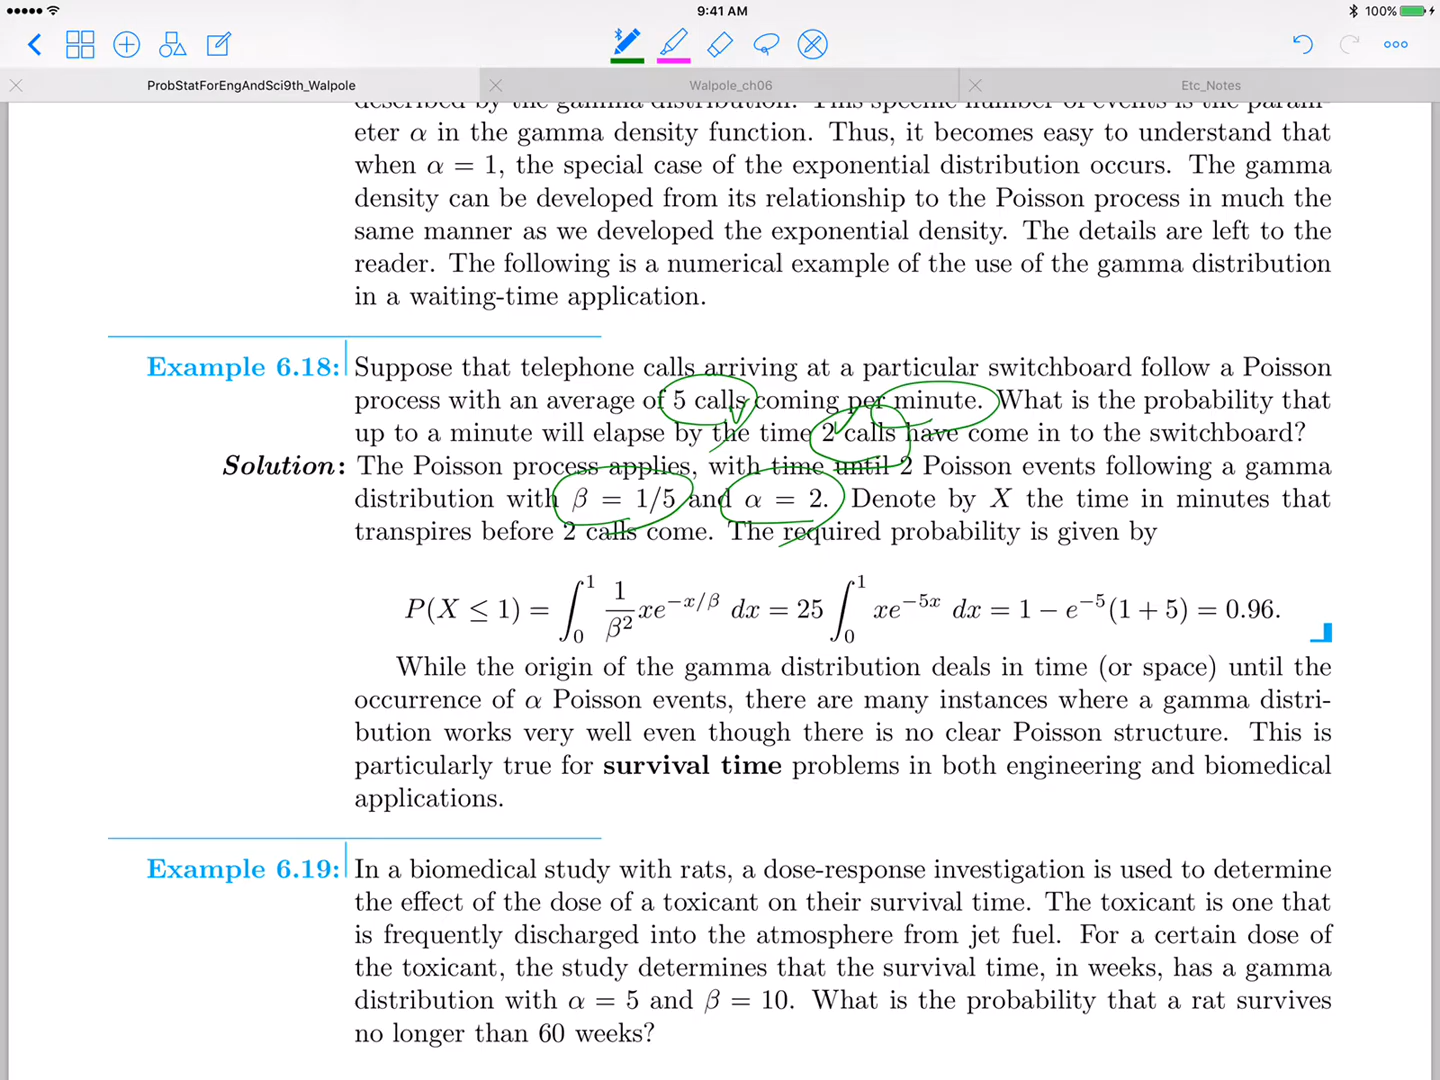 9:41 AM
100%
ProbStatForEngAndSci9th_Walpole
Walpole_ch06
Etc_Notes
described by the gamma distribution. This specific number of events is the param-
eter α in the gamma density function. Thus, it becomes easy to understand that
when α = 1, the special case of the exponential distribution occurs. The gamma
density can be developed from its relationship to the Poisson process in much the
same manner as we developed the exponential density. The details are left to the
reader. The following is a numerical example of the use of the gamma distribution
in a waiting-time application.
Example 6.18: Suppose that telephone calls arriving at a particular switchboard follow a Poisson
process with an average of 5 calls coming per minute. What is the probability that
up to a minute will elapse by the time 2 calls have come in to the switchboard?
Solution: The Poisson process applies, with time until 2 Poisson events following a gamma
distribution with β = 1/5 and α = 2. Denote by X the time in minutes that
transpires before 2 calls come. The required probability is given by
P(X ≤ 1) = ∫₀¹ 1/β² xe^{−x/β} dx = 25 ∫₀¹ xe^{−5x} dx = 1 − e^{−5}(1 + 5) = 0.96.
While the origin of the gamma distribution deals in time (or space) until the
occurrence of α Poisson events, there are many instances where a gamma distri-
bution works very well even though there is no clear Poisson structure. This is
particularly true for survival time problems in both engineering and biomedical
applications.
Example 6.19: In a biomedical study with rats, a dose-response investigation is used to determine
the effect of the dose of a toxicant on their survival time. The toxicant is one that
is frequently discharged into the atmosphere from jet fuel. For a certain dose of
the toxicant, the study determines that the survival time, in weeks, has a gamma
distribution with α = 5 and β = 10. What is the probability that a rat survives
no longer than 60 weeks?